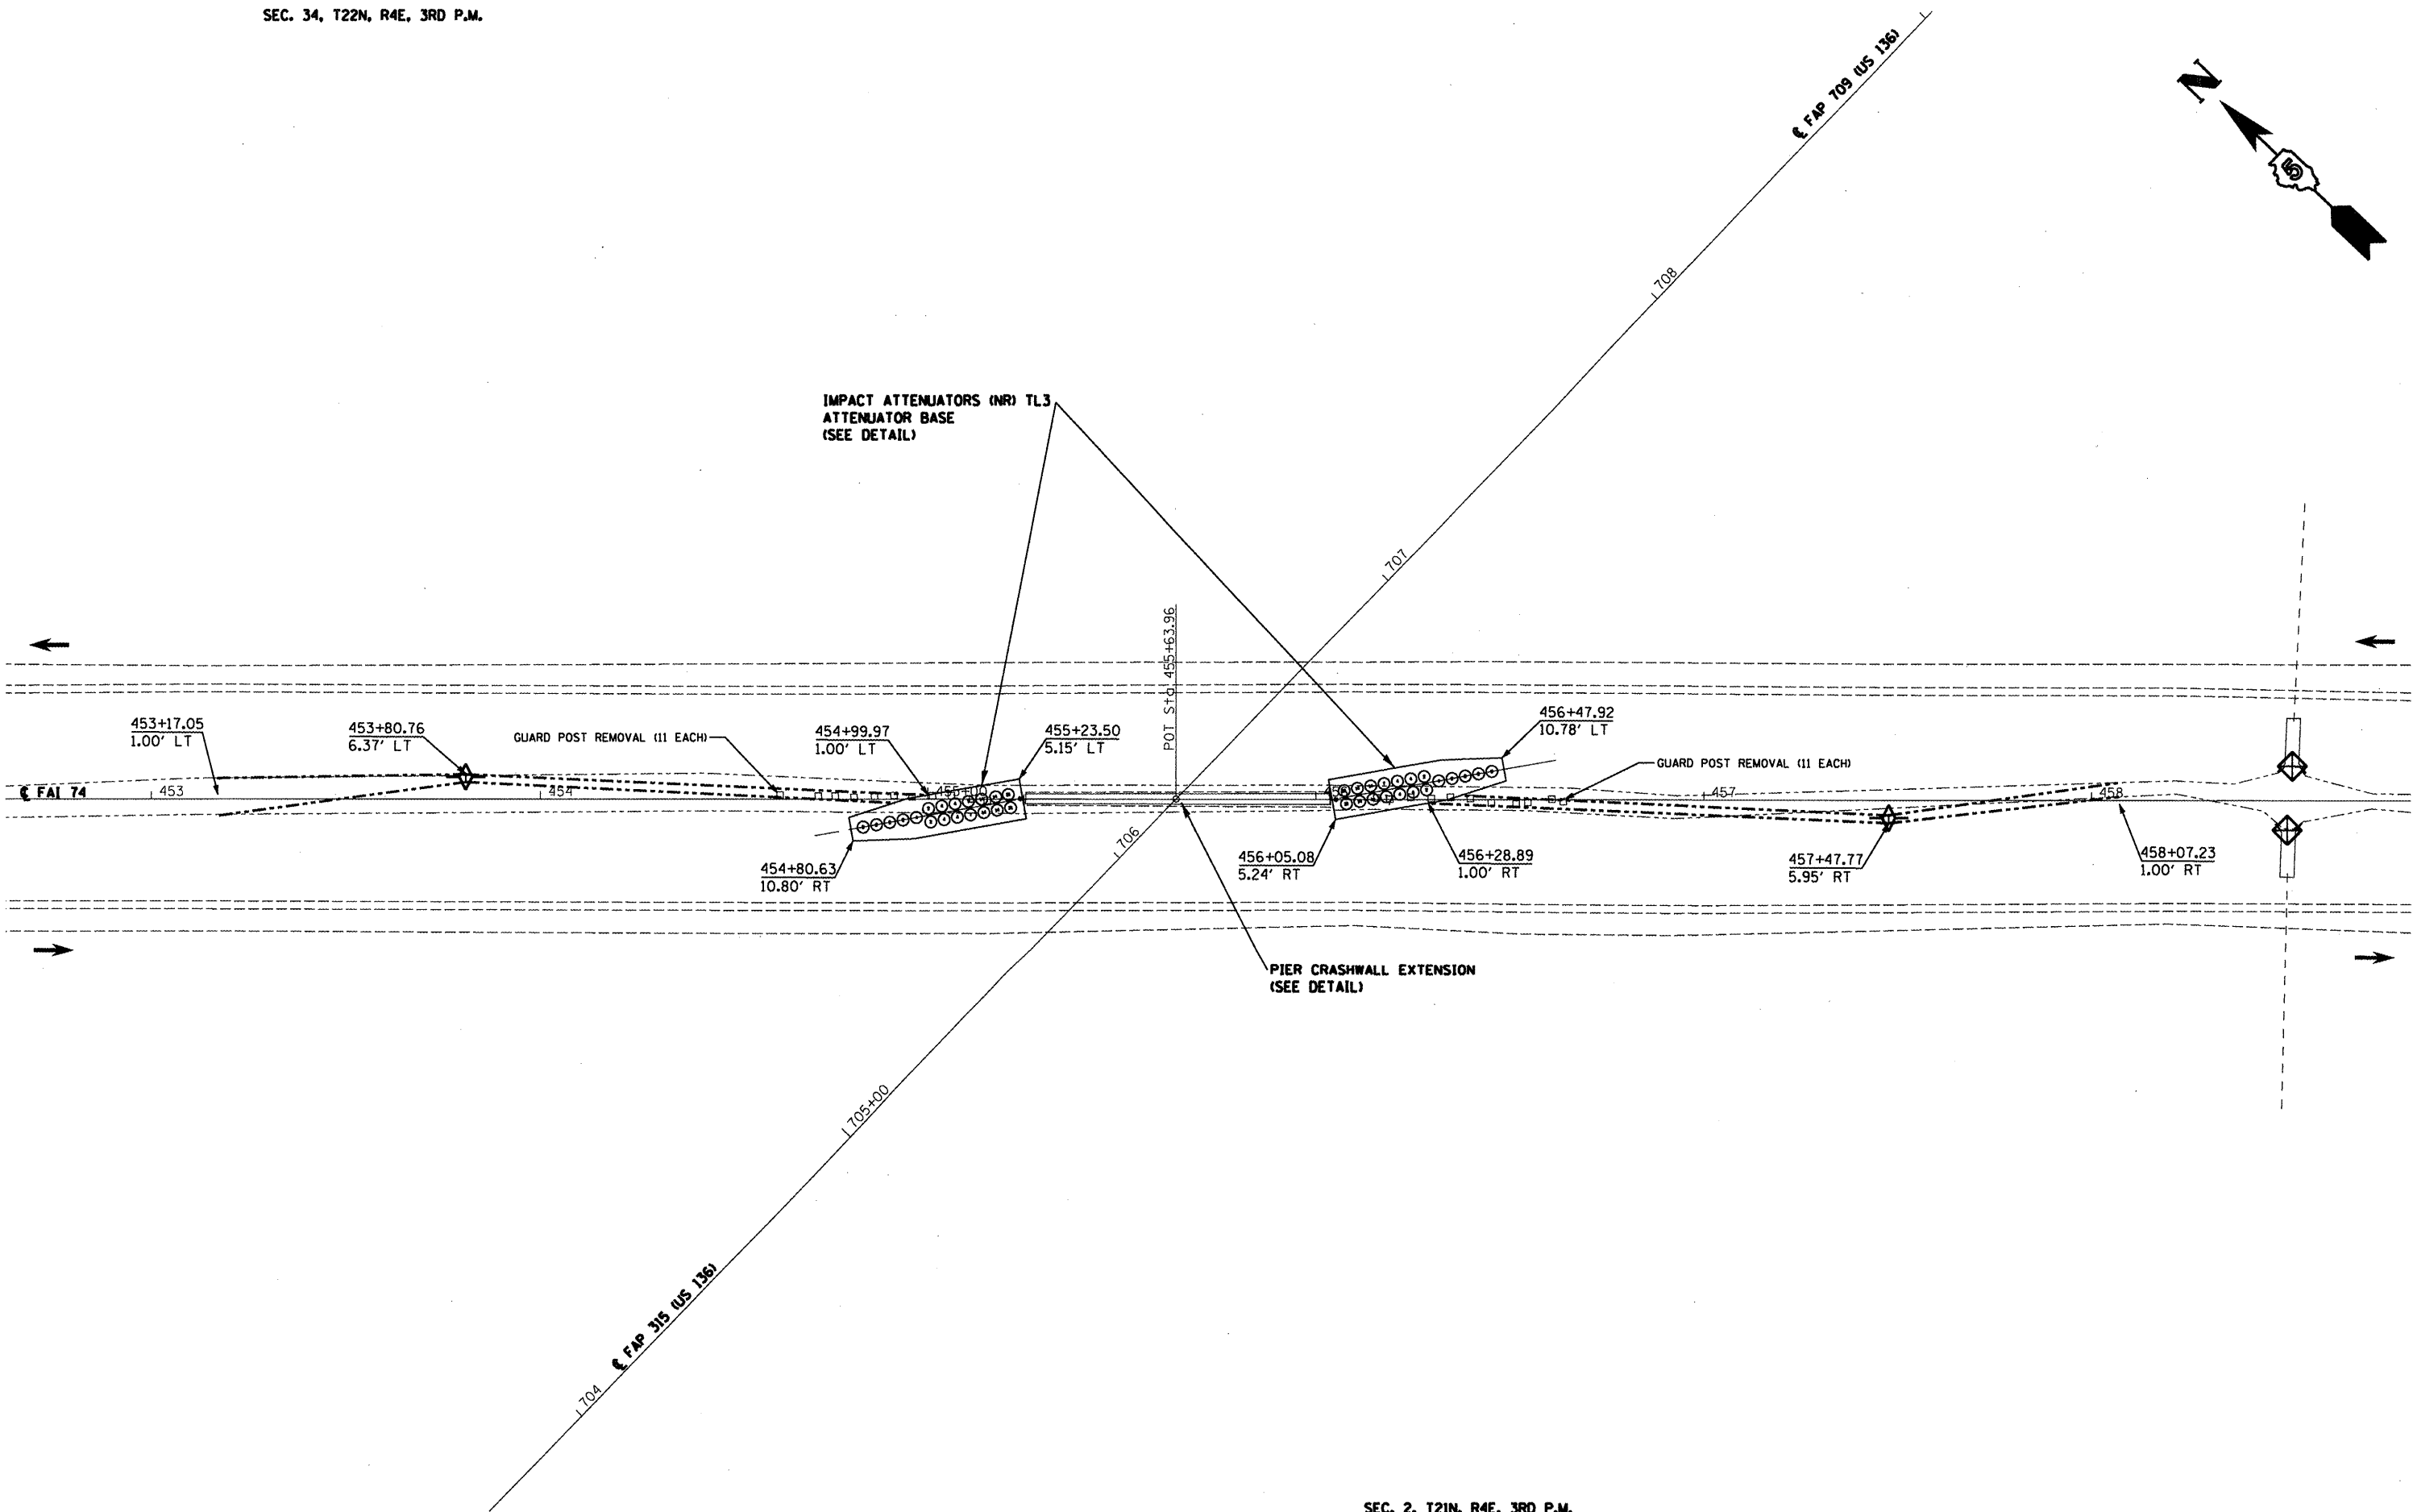 SEC. 34, T22N, R4E, 3RD P.M.
℄ FAP 709 (US 136)
N
5
708
IMPACT ATTENUATORS (NR) TL3
ATTENUATOR BASE
(SEE DETAIL)
707
POT Sta 455+63.96
453+17.05
1.00' LT
453+80.76
6.37' LT
GUARD POST REMOVAL (11 EACH)
454+99.97
1.00' LT
455+23.50
5.15' LT
456+47.92
10.78' LT
GUARD POST REMOVAL (11 EACH)
℄ FAI 74
453
454
455+00
457
458
706
454+80.63
10.80' RT
456+05.08
5.24' RT
456+28.89
1.00' RT
457+47.77
5.95' RT
458+07.23
1.00' RT
PIER CRASHWALL EXTENSION
(SEE DETAIL)
705+00
℄ FAP 315 (US 136)
704
SEC. 2, T21N, R4E, 3RD P.M.